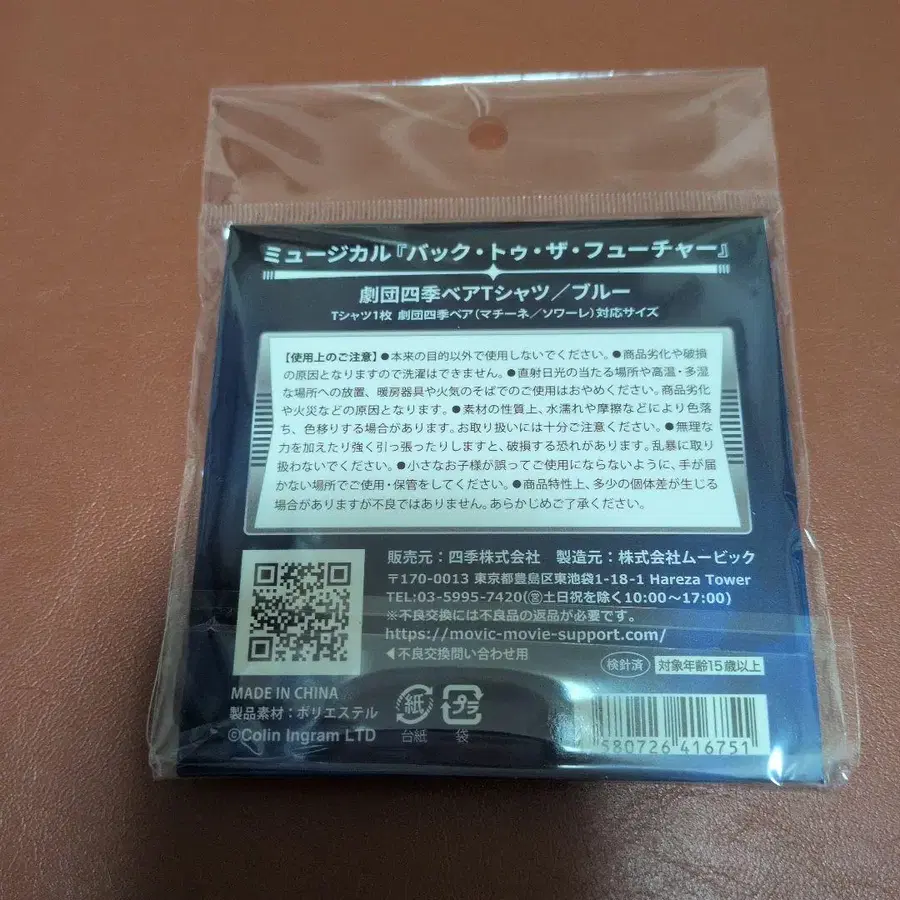 ミュージカル『バック・トゥ・ザ・フューチャー』
劇団四季ベアTシャツ／ブルー
Tシャツ1枚 劇団四季ベア（マチーネ／ソワーレ）対応サイズ
【使用上のご注意】●本来の目的以外で使用しないでください。●商品劣化や破損
の原因となりますので洗濯はできません。●直射日光の当たる場所や高温・多湿
な場所への放置、暖房器具や火気のそばでのご使用はおやめください。商品劣化
や火災などの原因となります。●素材の性質上、水濡れや摩擦などにより色落
ち、色移りする場合があります。お取り扱いには十分ご注意ください。●無理な
力を加えたり強く引っ張ったりしますと、破損する恐れがあります。乱暴に取り
扱わないでください。●小さなお子様が誤ってご使用にならないように、手が届
かない場所でご使用・保管をしてください。●商品特性上、多少の個体差が生じる
場合がありますが不良ではありません。あらかじめご了承ください。
販売元：四季株式会社 製造元：株式会社ムービック
〒170-0013 東京都豊島区東池袋1-18-1 Hareza Tower
TEL:03-5995-7420(営土日祝を除く10:00～17:00)
※不良交換には不良品の返品が必要です。
https://movic-movie-support.com/
◀不良交換問い合わせ用
検針済 対象年齢15歳以上
MADE IN CHINA
製品素材：ポリエステル
©Colin Ingram LTD
紙 プラ
台紙 袋
580726 416751